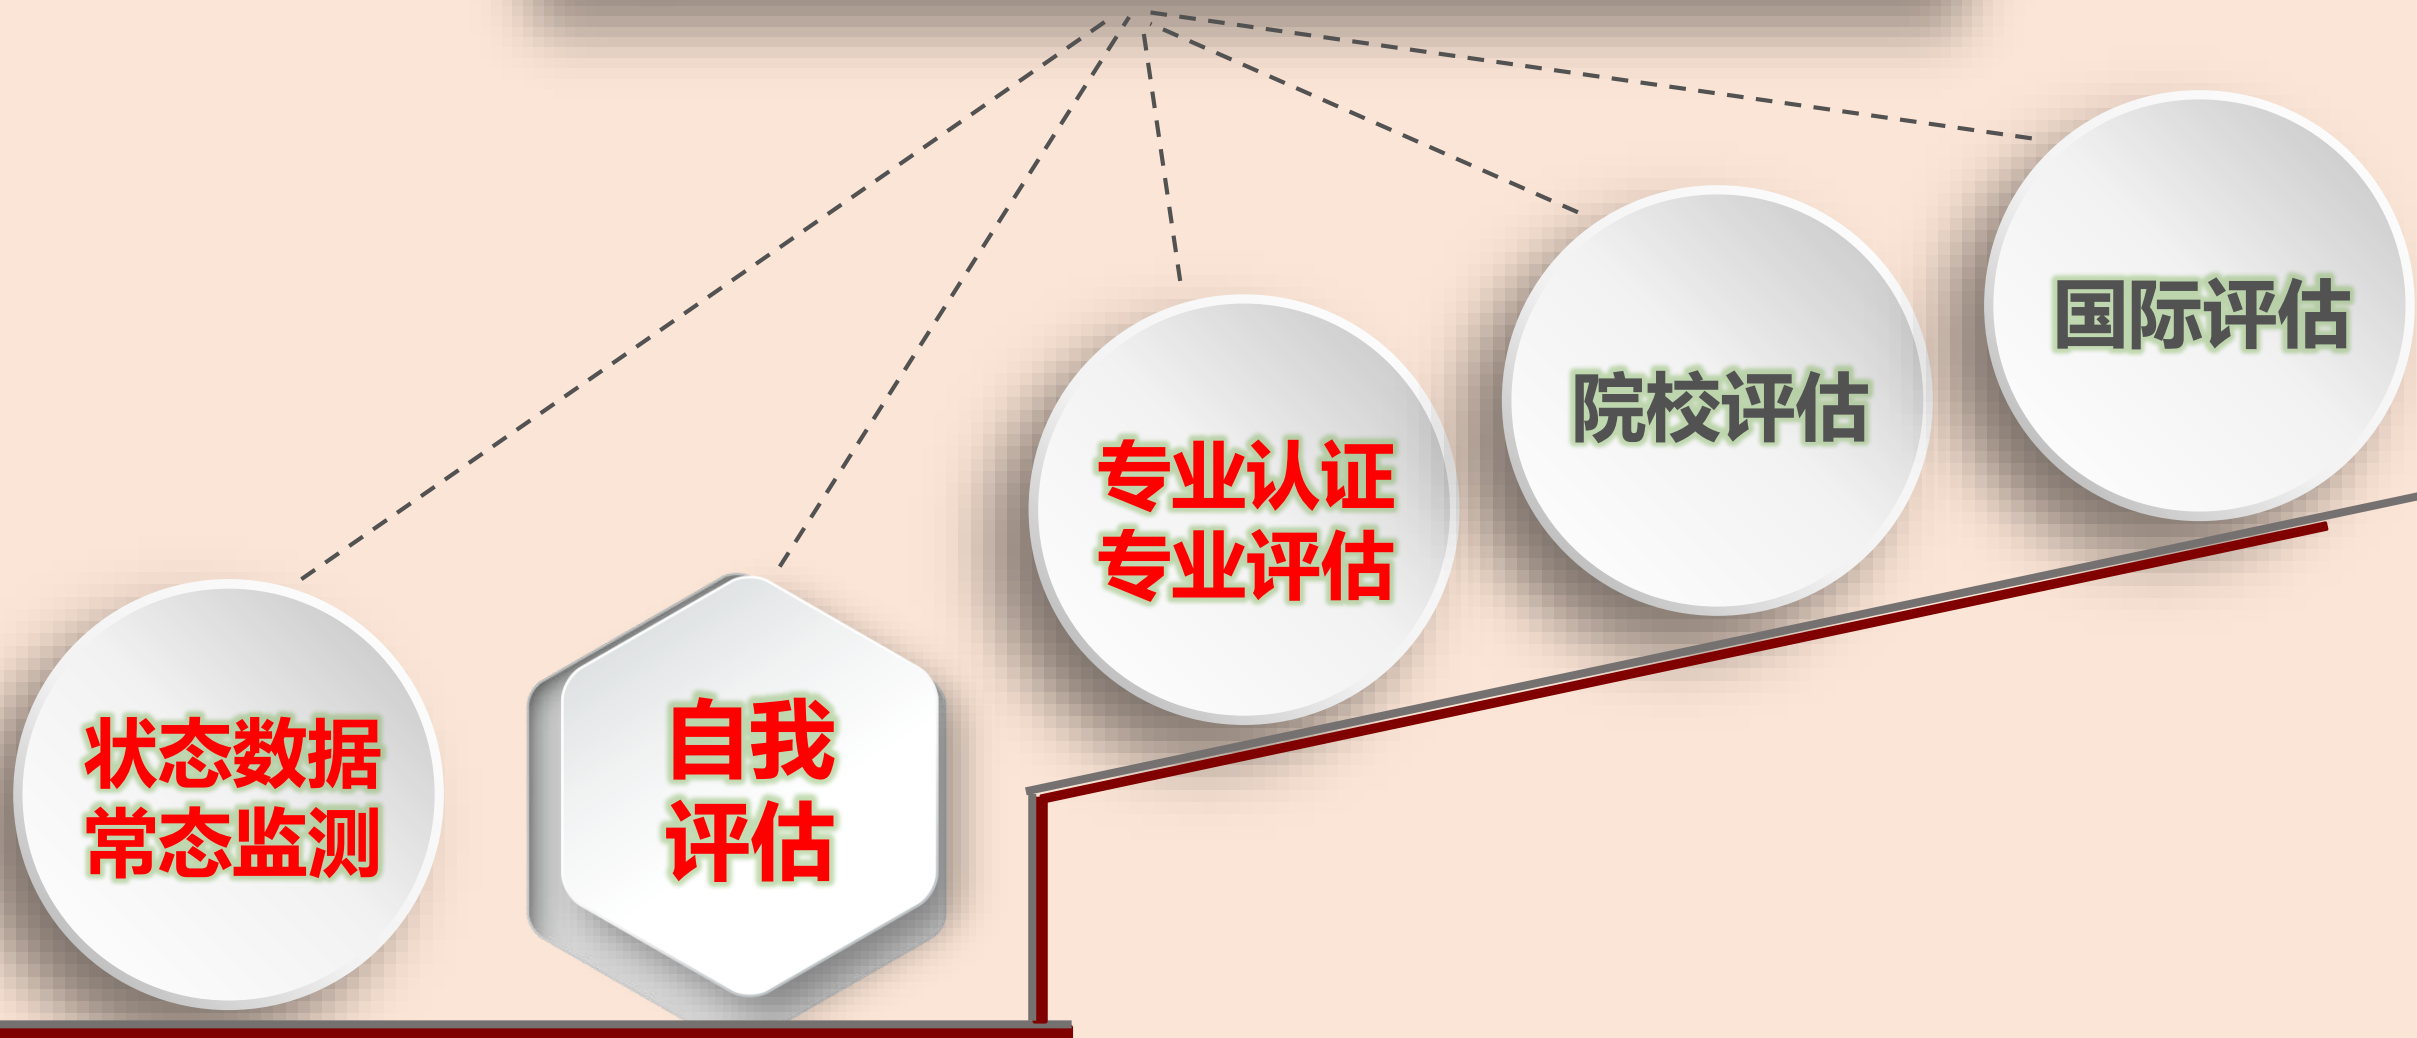 状态数据
常态监测
自我
评估
专业认证
专业评估
院校评估
国际评估